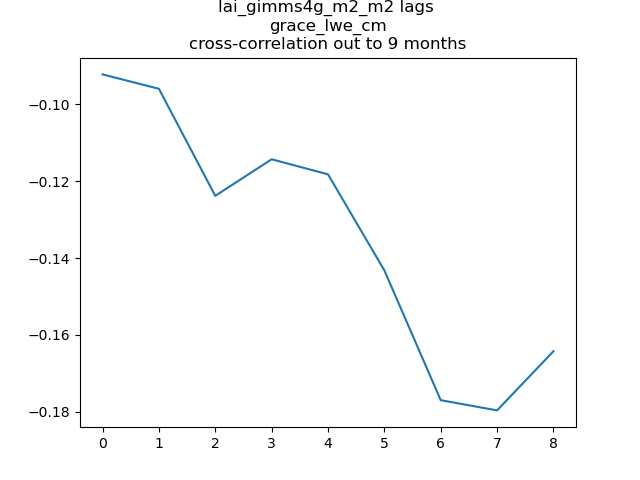 lai_gimms4g_m2_m2 lags
grace_lwe_cm
cross-correlation out to 9 months
−0.10
−0.12
−0.14
−0.16
−0.18
0 1 2 3 4 5 6 7 8